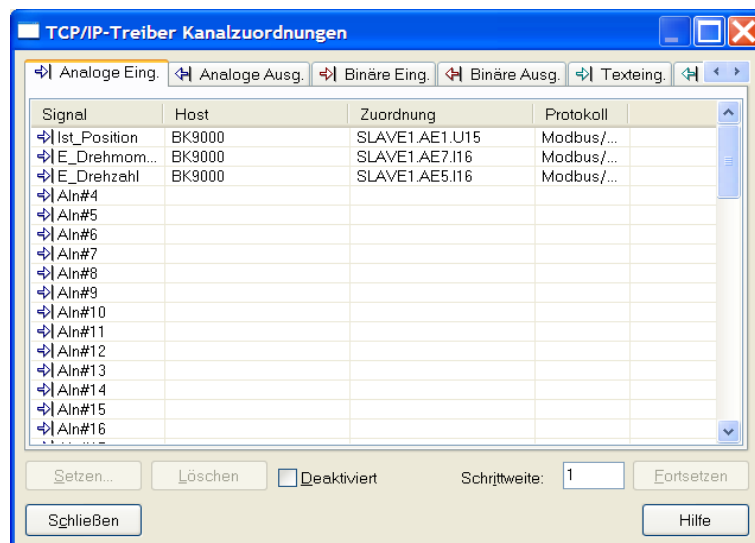 TCP/IP-Treiber Kanalzuordnungen
Analoge Eing. Analoge Ausg. Binäre Eing. Binäre Ausg. Texteing.
Signal Host Zuordnung Protokoll
Ist_Position BK9000 SLAVE1.AE1.U15 Modbus/...
E_Drehmom... BK9000 SLAVE1.AE7.I16 Modbus/...
E_Drehzahl BK9000 SLAVE1.AE5.I16 Modbus/...
AIn#4
AIn#5
AIn#6
AIn#7
AIn#8
AIn#9
AIn#10
AIn#11
AIn#12
AIn#13
AIn#14
AIn#15
AIn#16
Setzen... Löschen Deaktiviert Schrittweite: 1 Fortsetzen
Schließen Hilfe